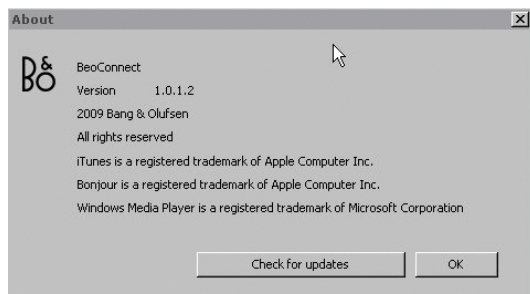 About
B&O
BeoConnect
Version 1.0.1.2
2009 Bang & Olufsen
All rights reserved
iTunes is a registered trademark of Apple Computer Inc.
Bonjour is a registered trademark of Apple Computer Inc.
Windows Media Player is a registered trademark of Microsoft Corporation
Check for updates OK